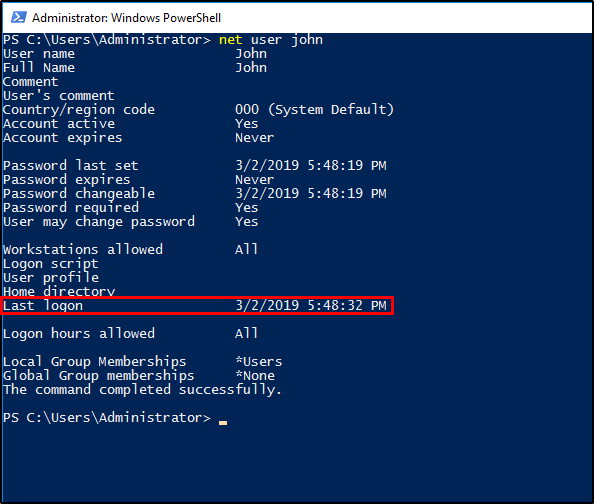 Administrator: Windows PowerShell
PS C:\Users\Administrator> net user john
User name                    John
Full Name                    John
Comment
User's comment
Country/region code          000 (System Default)
Account active               Yes
Account expires              Never
Password last set            3/2/2019 5:48:19 PM
Password expires             Never
Password changeable          3/2/2019 5:48:19 PM
Password required            Yes
User may change password     Yes
Workstations allowed         All
Logon script
User profile
Home directory
Last logon                   3/2/2019 5:48:32 PM
Logon hours allowed          All
Local Group Memberships      *Users
Global Group memberships     *None
The command completed successfully.
PS C:\Users\Administrator>